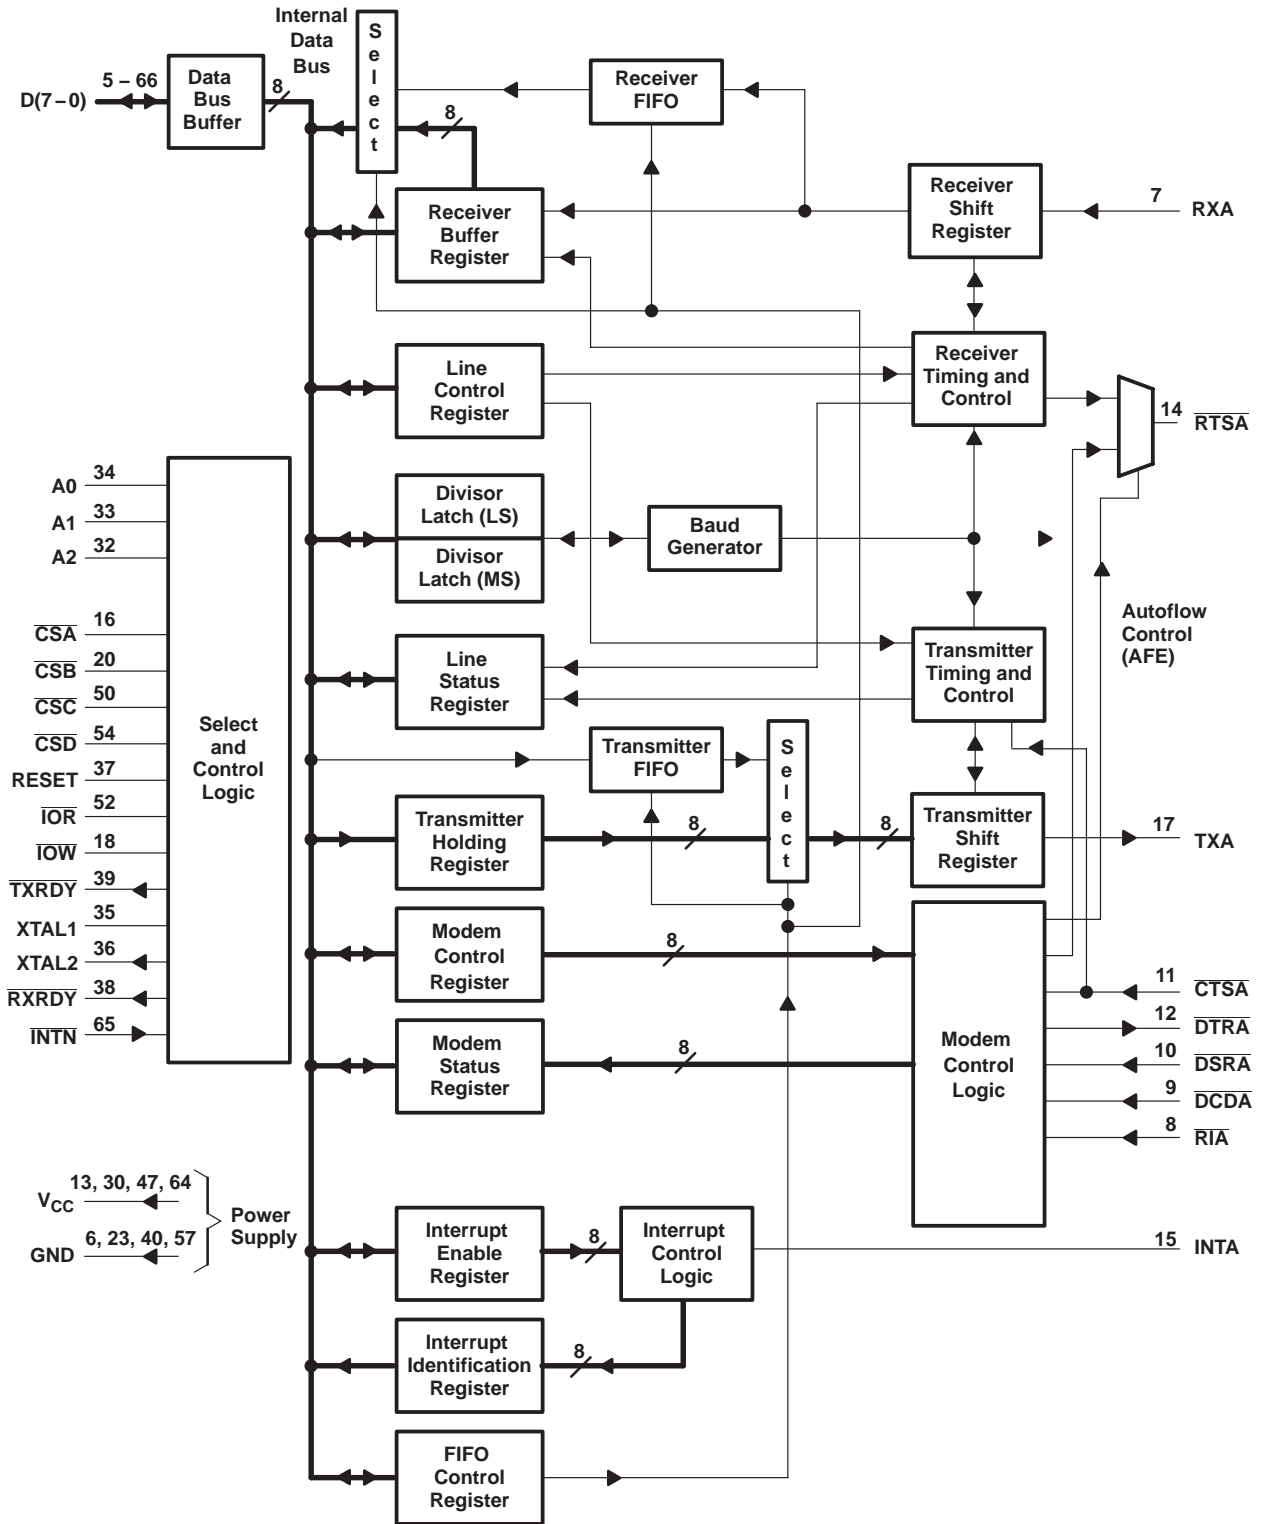 Internal
Data
Bus
Select
5 – 66
D(7–0)
Data
Bus
Buffer
8
8
Receiver
FIFO
Receiver
Buffer
Register
Receiver
Shift
Register
7
RXA
Line
Control
Register
Receiver
Timing and
Control
14
RTSA
34
A0
33
A1
32
A2
16
CSA
20
CSB
50
CSC
54
CSD
37
RESET
52
IOR
18
IOW
39
TXRDY
35
XTAL1
36
XTAL2
38
RXRDY
65
INTN
Select
and
Control
Logic
Divisor
Latch (LS)
Divisor
Latch (MS)
Baud
Generator
Autoflow
Control
(AFE)
Line
Status
Register
Transmitter
Timing and
Control
Transmitter
FIFO
Select
Transmitter
Holding
Register
8
8
Transmitter
Shift
Register
17
TXA
Modem
Control
Register
8
Modem
Status
Register
8
Modem
Control
Logic
11
CTSA
12
DTRA
10
DSRA
9
DCDA
8
RIA
13, 30, 47, 64
VCC
6, 23, 40, 57
GND
Power
Supply
Interrupt
Enable
Register
8
Interrupt
Control
Logic
15
INTA
Interrupt
Identification
Register
8
FIFO
Control
Register